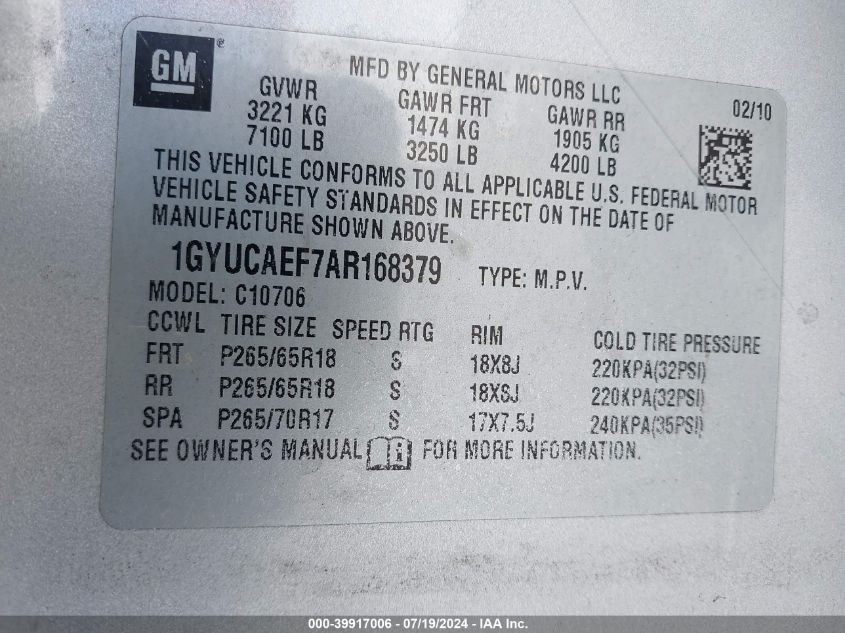 GM ®
MFD BY GENERAL MOTORS LLC
GVWR GAWR FRT GAWR RR 02/10
3221 KG 1474 KG 1905 KG
7100 LB 3250 LB 4200 LB
THIS VEHICLE CONFORMS TO ALL APPLICABLE U.S. FEDERAL MOTOR
VEHICLE SAFETY STANDARDS IN EFFECT ON THE DATE OF
MANUFACTURE SHOWN ABOVE.
1GYUCAEF7AR168379 TYPE: M.P.V.
MODEL: C10706
CCWL TIRE SIZE SPEED RTG RIM COLD TIRE PRESSURE
FRT P265/65R18 S 18X8J 220KPA(32PSI)
RR P265/65R18 S 18X8J 220KPA(32PSI)
SPA P265/70R17 S 17X7.5J 240KPA(35PSI)
SEE OWNER'S MANUAL FOR MORE INFORMATION.
000-39917006 - 07/19/2024 - IAA Inc.